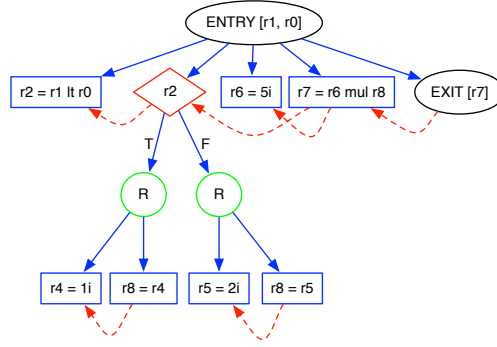 ENTRY [r1, r0]
r2 = r1 lt r0
r2
r6 = 5i
r7 = r6 mul r8
EXIT [r7]
T
F
R
R
r4 = 1i
r8 = r4
r5 = 2i
r8 = r5